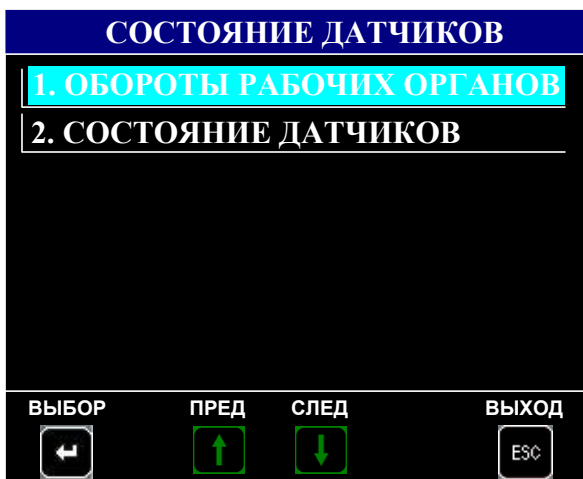 СОСТОЯНИЕ ДАТЧИКОВ
1. ОБОРОТЫ РАБОЧИХ ОРГАНОВ
2. СОСТОЯНИЕ ДАТЧИКОВ
ВЫБОР ПРЕД СЛЕД ВЫХОД
ESC